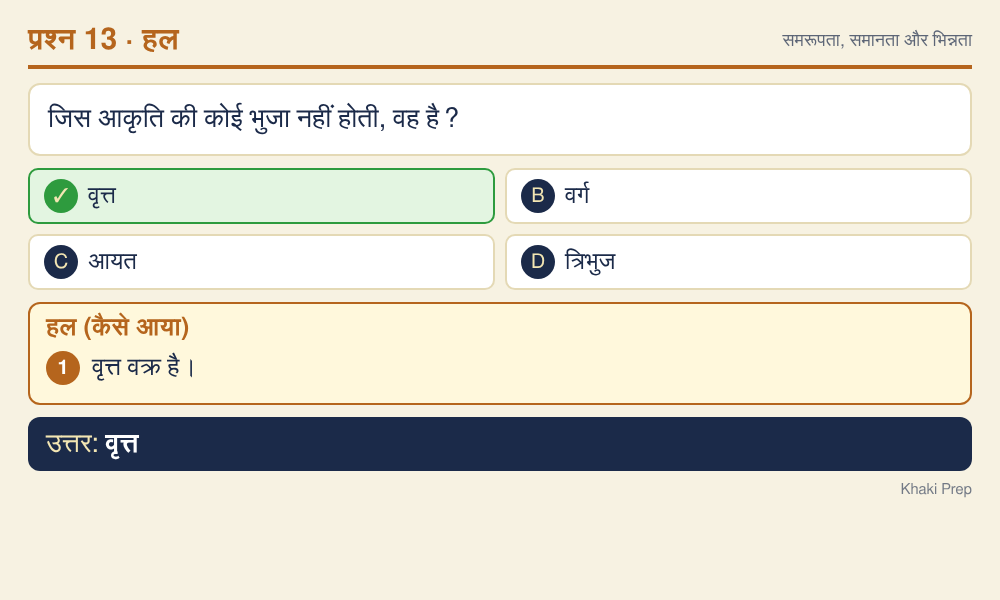 प्रश्न 13 · हल
समरूपता, समानता और भिन्नता
जिस आकृति की कोई भुजा नहीं होती, वह है ?
✓ वृत्त
B वर्ग
C आयत
D त्रिभुज
हल (कैसे आया)
1 वृत्त वक्र है।
उत्तर: वृत्त
Khaki Prep